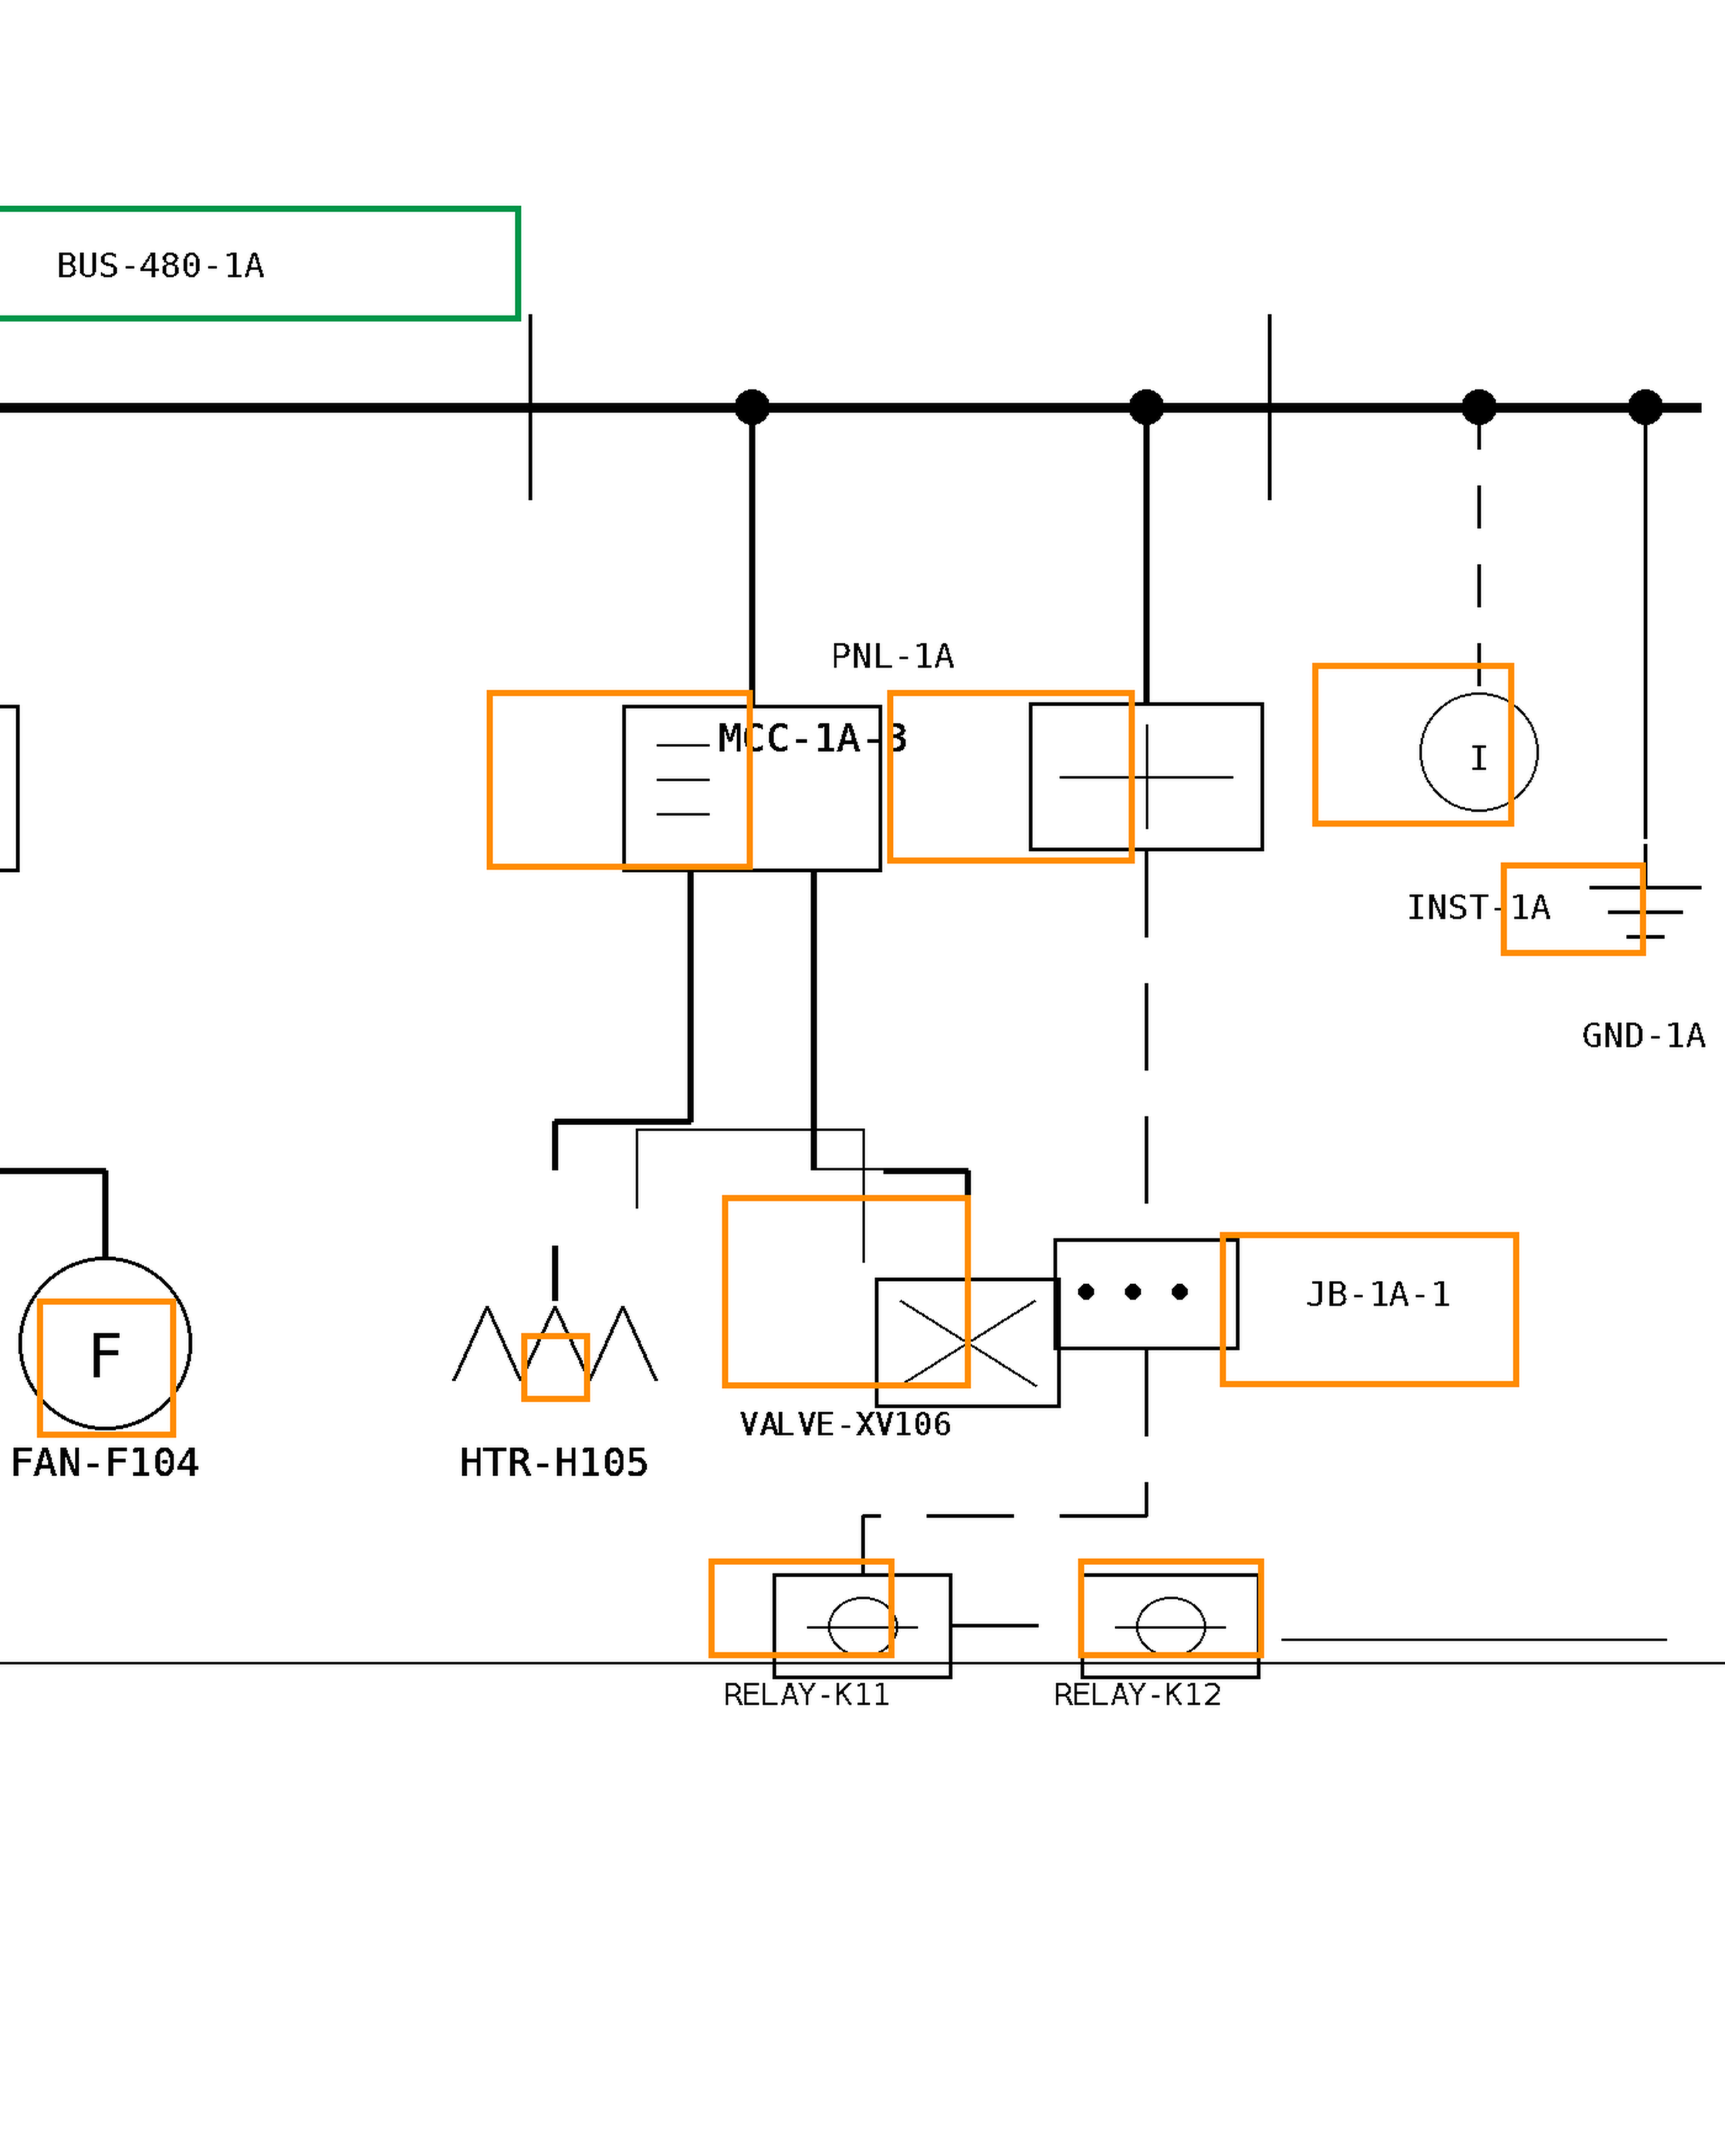 BUS-480-1A
PNL-1A
MCC-1A-3
I
INST-1A
GND-1A
JB-1A-1
F
VALVE-XV106
FAN-F104
HTR-H105
RELAY-K11
RELAY-K12